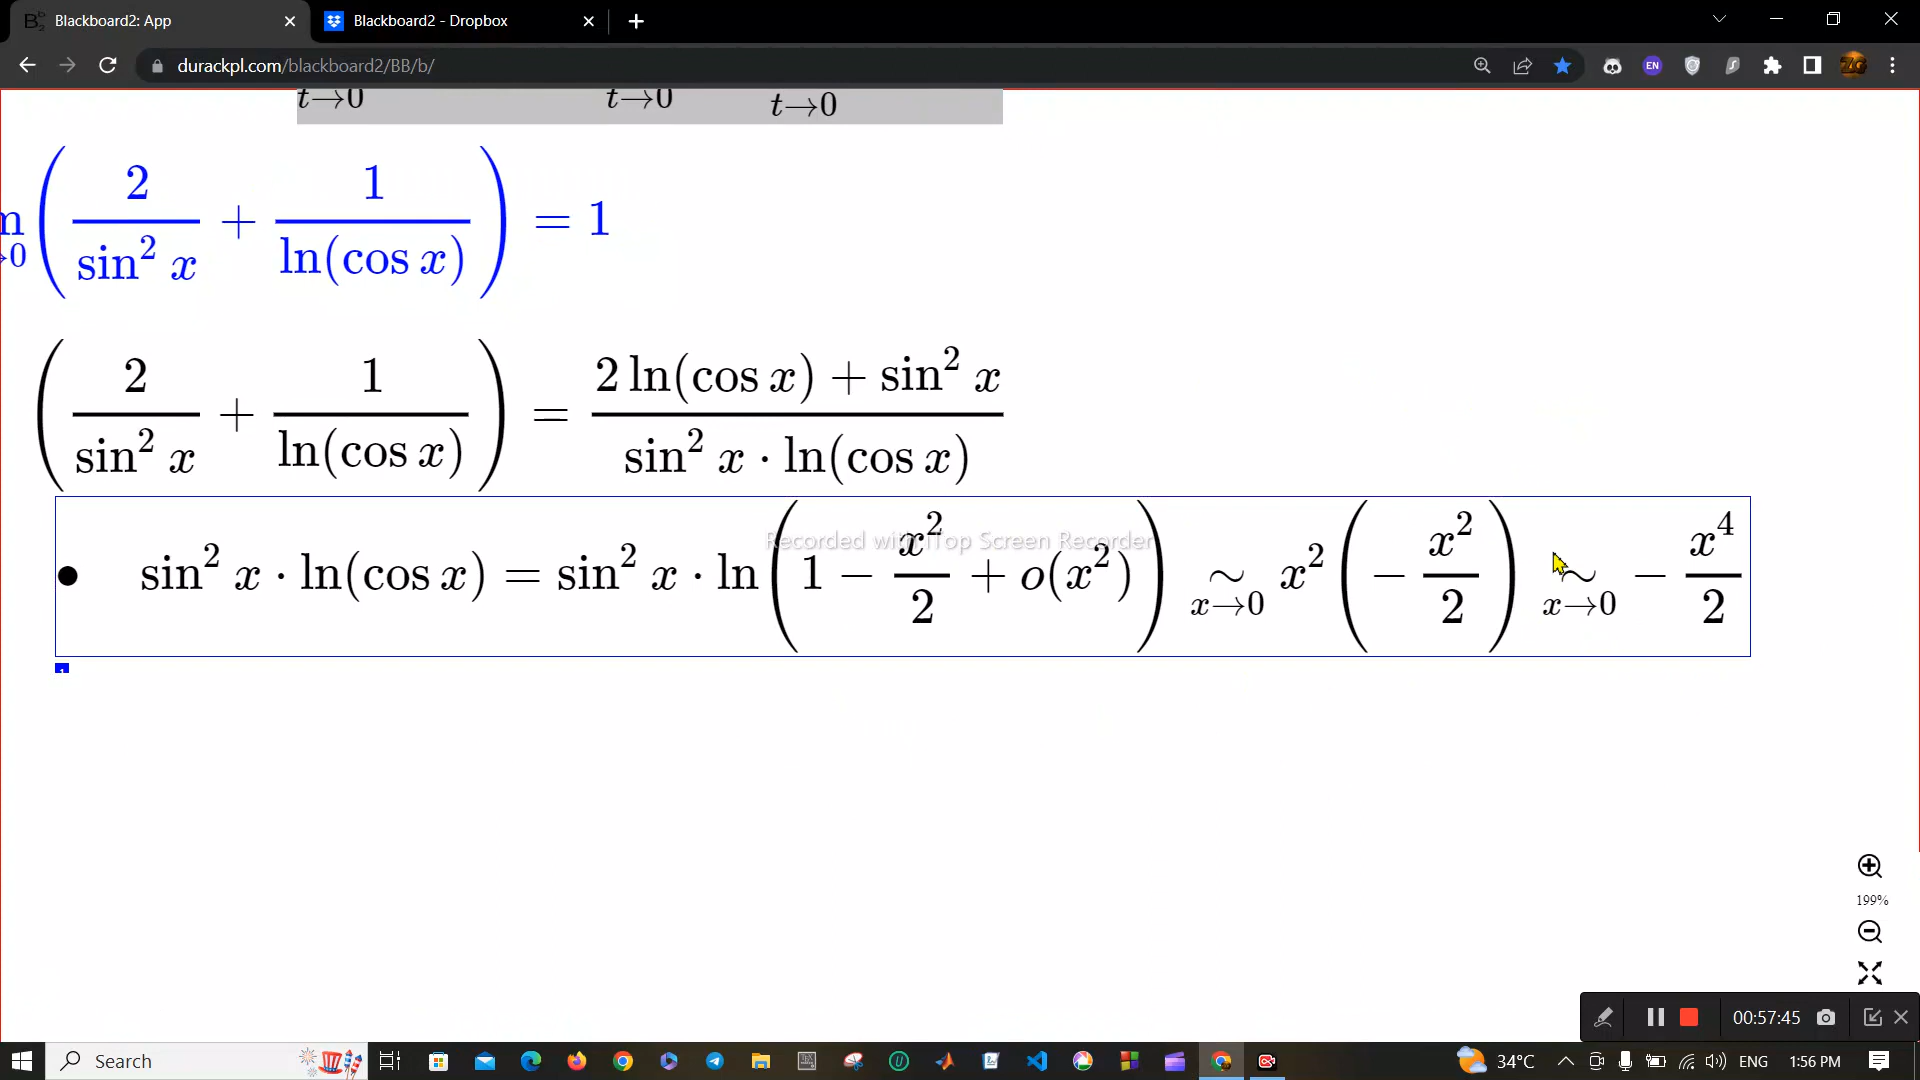 Blackboard2: App
Blackboard2 - Dropbox
durackpl.com/blackboard2/BB/b/
EN
t→0 t→0 t→0
m →0 ( 2 / sin² x + 1 / ln(cos x) ) = 1
( 2 / sin² x + 1 / ln(cos x) ) = 2 ln(cos x) + sin² x / sin² x · ln(cos x)
Recorded with iTop Screen Recorder
● sin² x · ln(cos x) = sin² x · ln( 1 − x²/2 + o(x²) ) ∼ x→0 x² ( − x²/2 ) ∼ x→0 − x⁴/2
199%
00:57:45
Search
34°C
ENG
1:56 PM